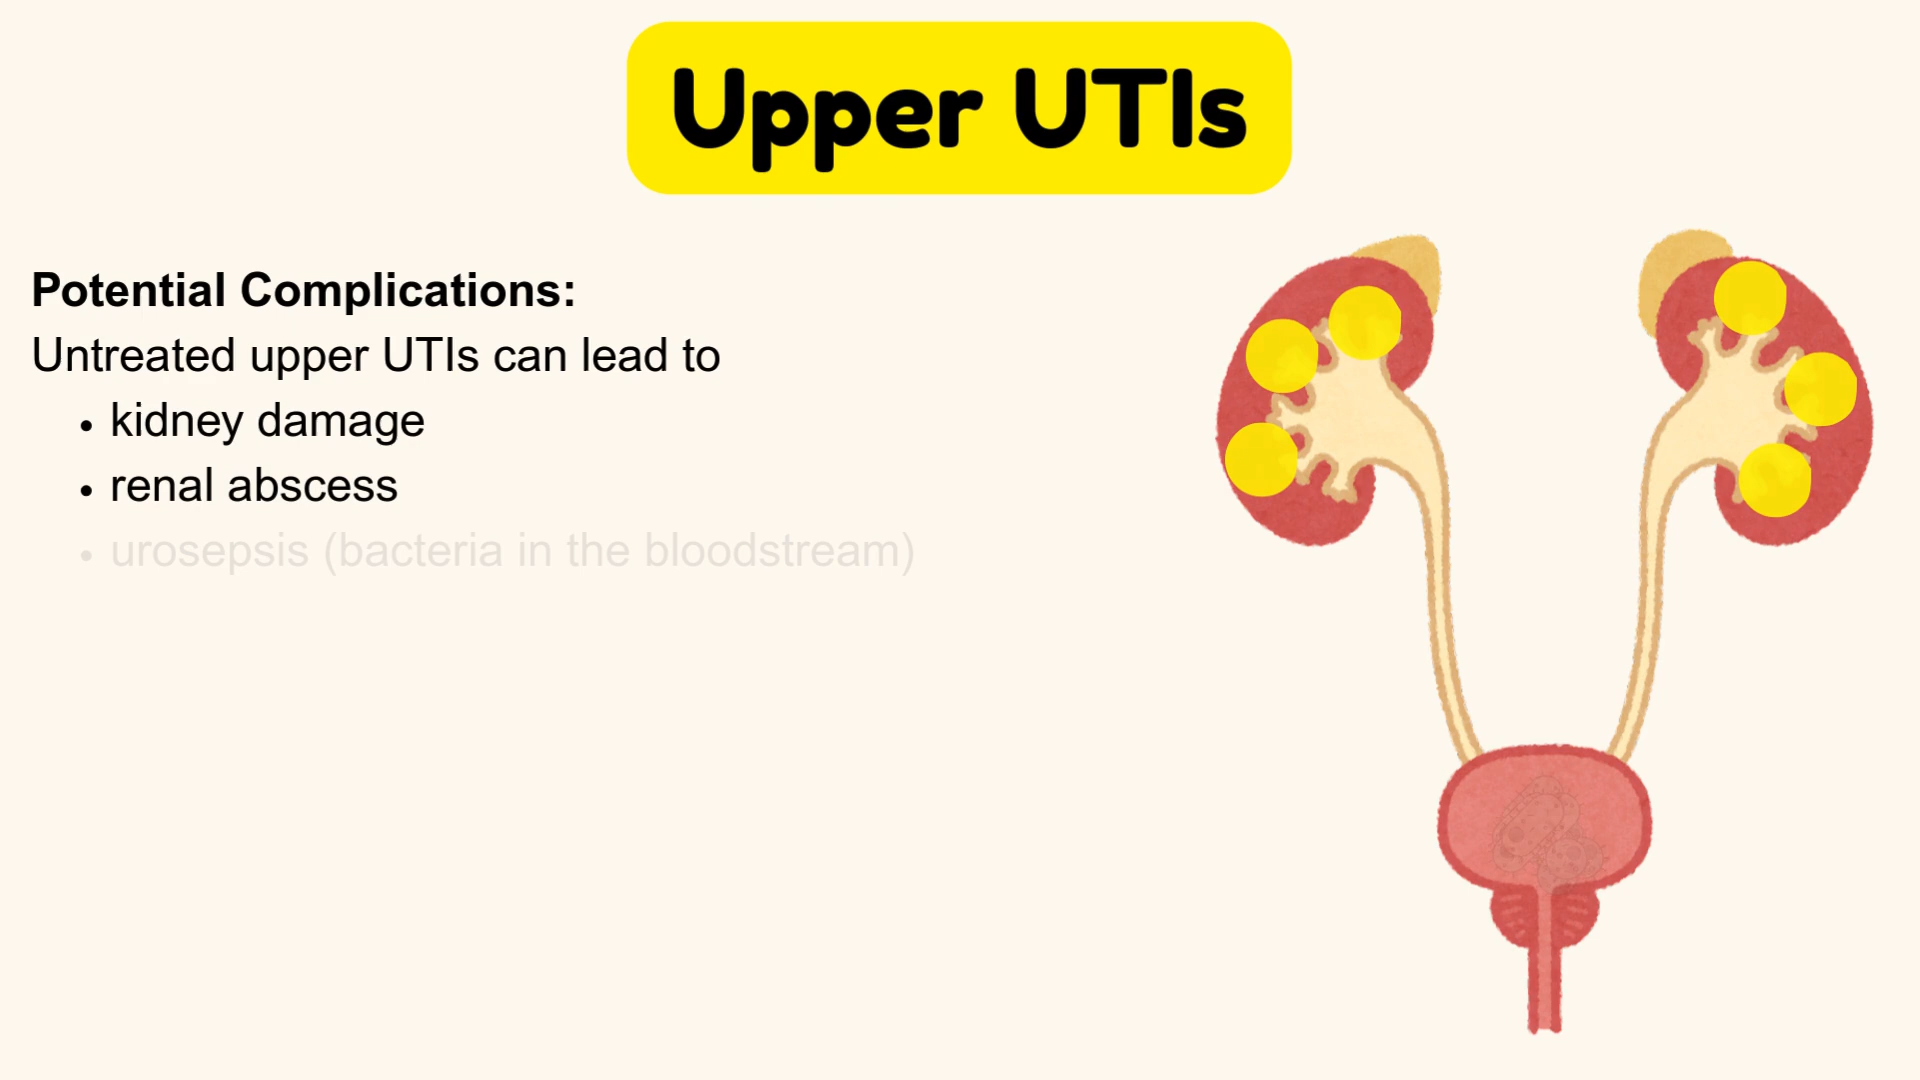 Upper UTIs
Potential Complications:
Untreated upper UTIs can lead to
• kidney damage
• renal abscess
• urosepsis (bacteria in the bloodstream)